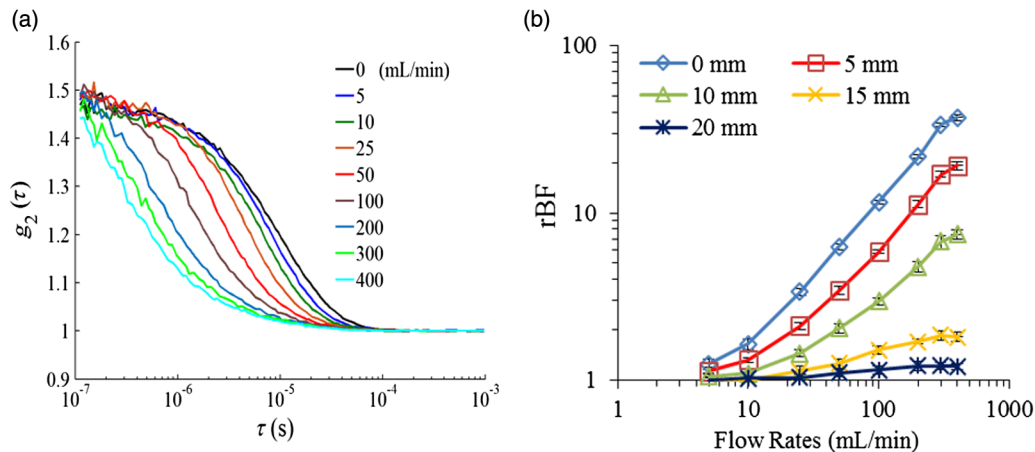 (a)
1.6
1.5
1.4
1.3
1.2
1.1
1
0.9
g₂(τ)
10⁻⁷
10⁻⁶
10⁻⁵
10⁻⁴
10⁻³
τ(s)
0 (mL/min)
5
10
25
50
100
200
300
400
(b)
100
10
1
rBF
0 mm
5 mm
10 mm
15 mm
20 mm
1
10
100
1000
Flow Rates (mL/min)